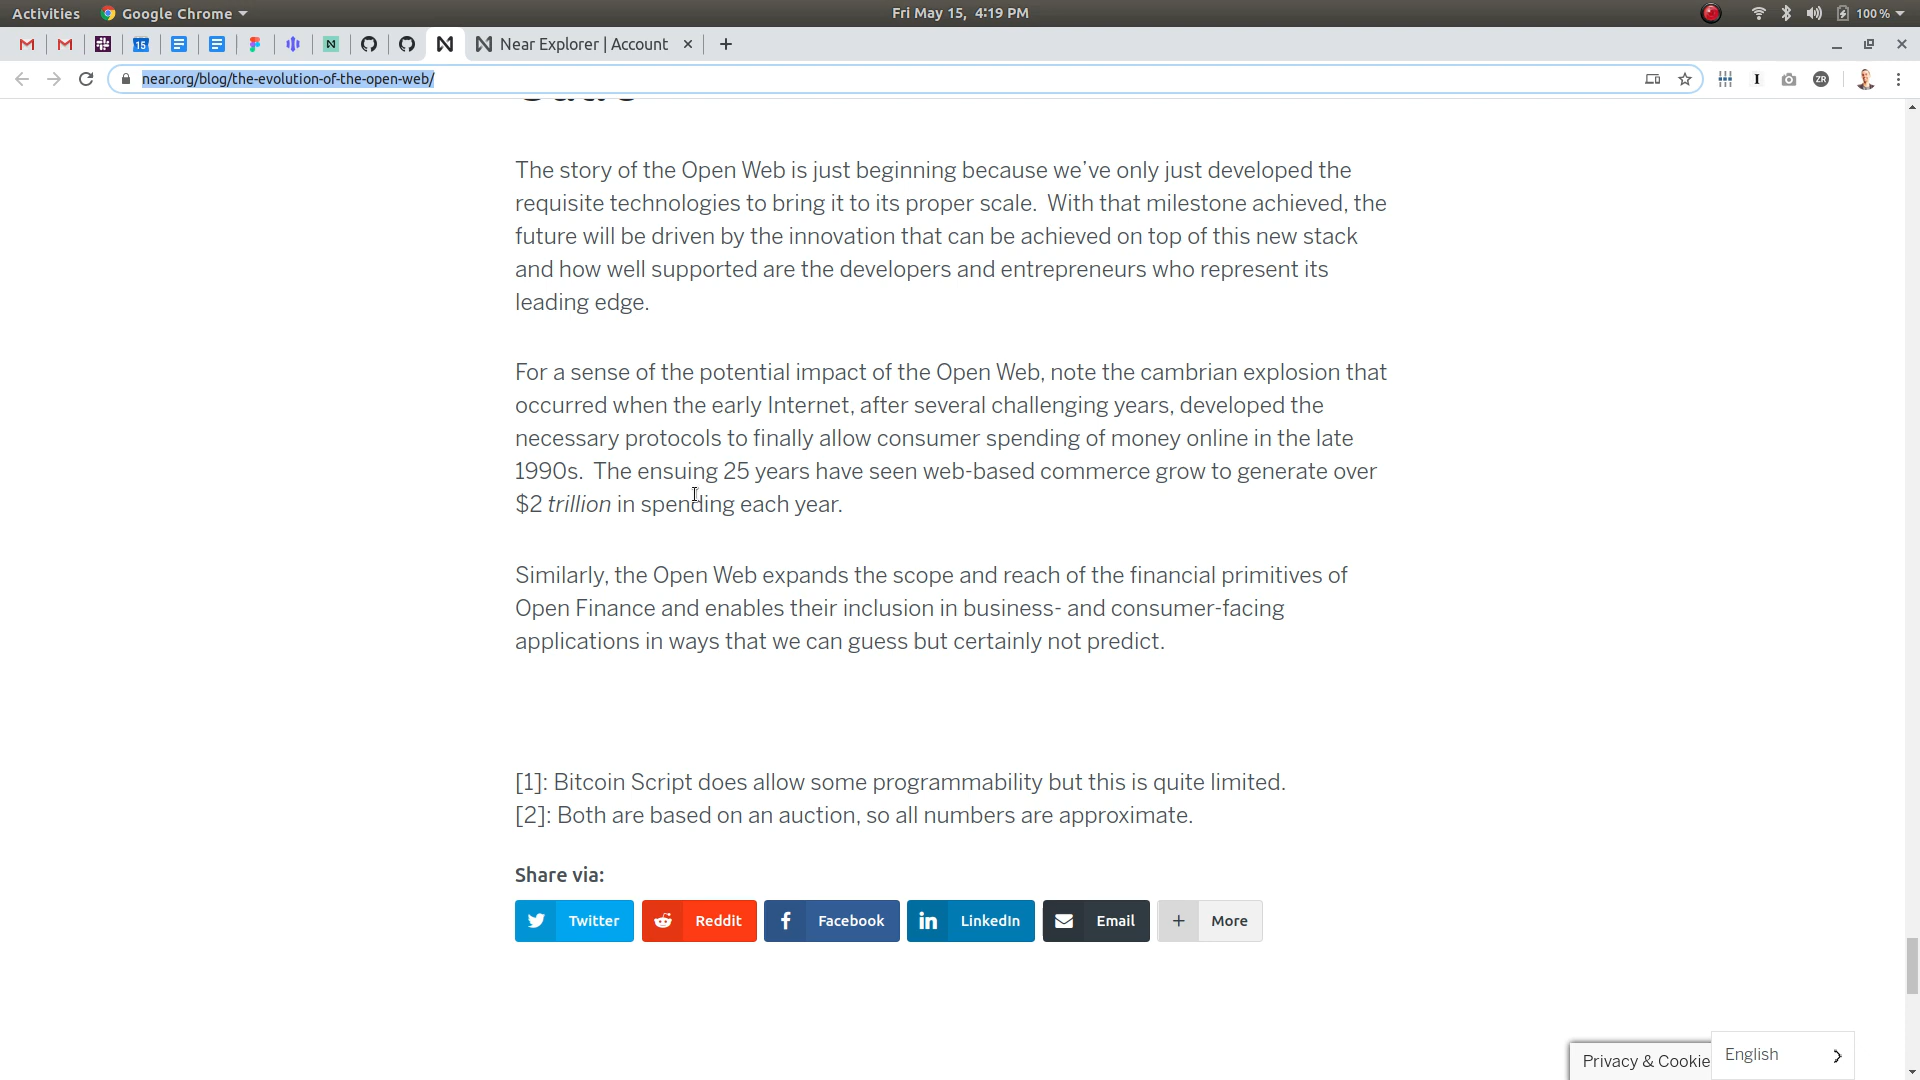 Activities Google Chrome Fri May 15, 4:19 PM 100 %
15 N Near Explorer | Account
near.org/blog/the-evolution-of-the-open-web/ I ZR
The story of the Open Web is just beginning because we’ve only just developed the
requisite technologies to bring it to its proper scale. With that milestone achieved, the
future will be driven by the innovation that can be achieved on top of this new stack
and how well supported are the developers and entrepreneurs who represent its
leading edge.
For a sense of the potential impact of the Open Web, note the cambrian explosion that
occurred when the early Internet, after several challenging years, developed the
necessary protocols to finally allow consumer spending of money online in the late
1990s. The ensuing 25 years have seen web-based commerce grow to generate over
$2 trillion in spending each year.
Similarly, the Open Web expands the scope and reach of the financial primitives of
Open Finance and enables their inclusion in business- and consumer-facing
applications in ways that we can guess but certainly not predict.
[1]: Bitcoin Script does allow some programmability but this is quite limited.
[2]: Both are based on an auction, so all numbers are approximate.
Share via:
Twitter Reddit Facebook LinkedIn Email + More
Privacy & Cookie English